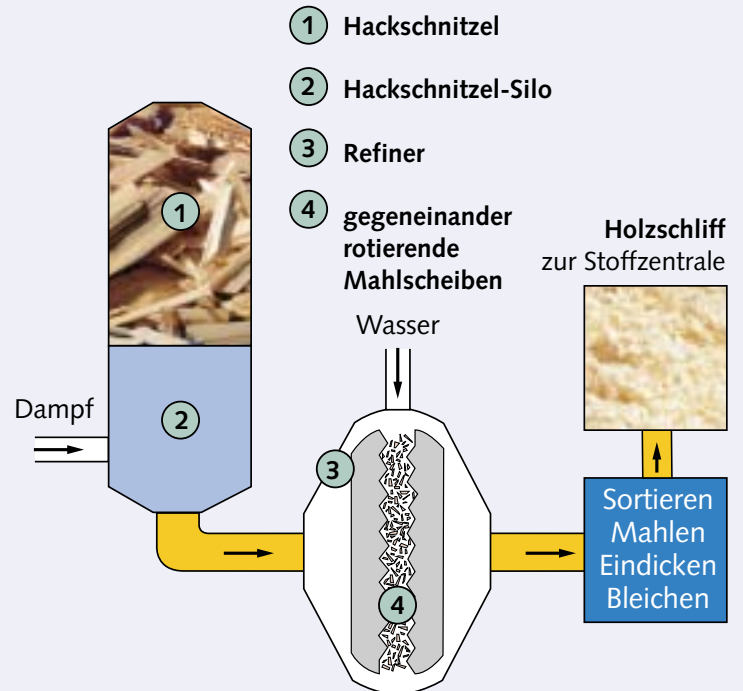 1 Hackschnitzel
2 Hackschnitzel-Silo
3 Refiner
4 gegeneinander
rotierende
Mahlscheiben
Holzschliff
zur Stoffzentrale
Wasser
1
Dampf
2
3
4
Sortieren
Mahlen
Eindicken
Bleichen